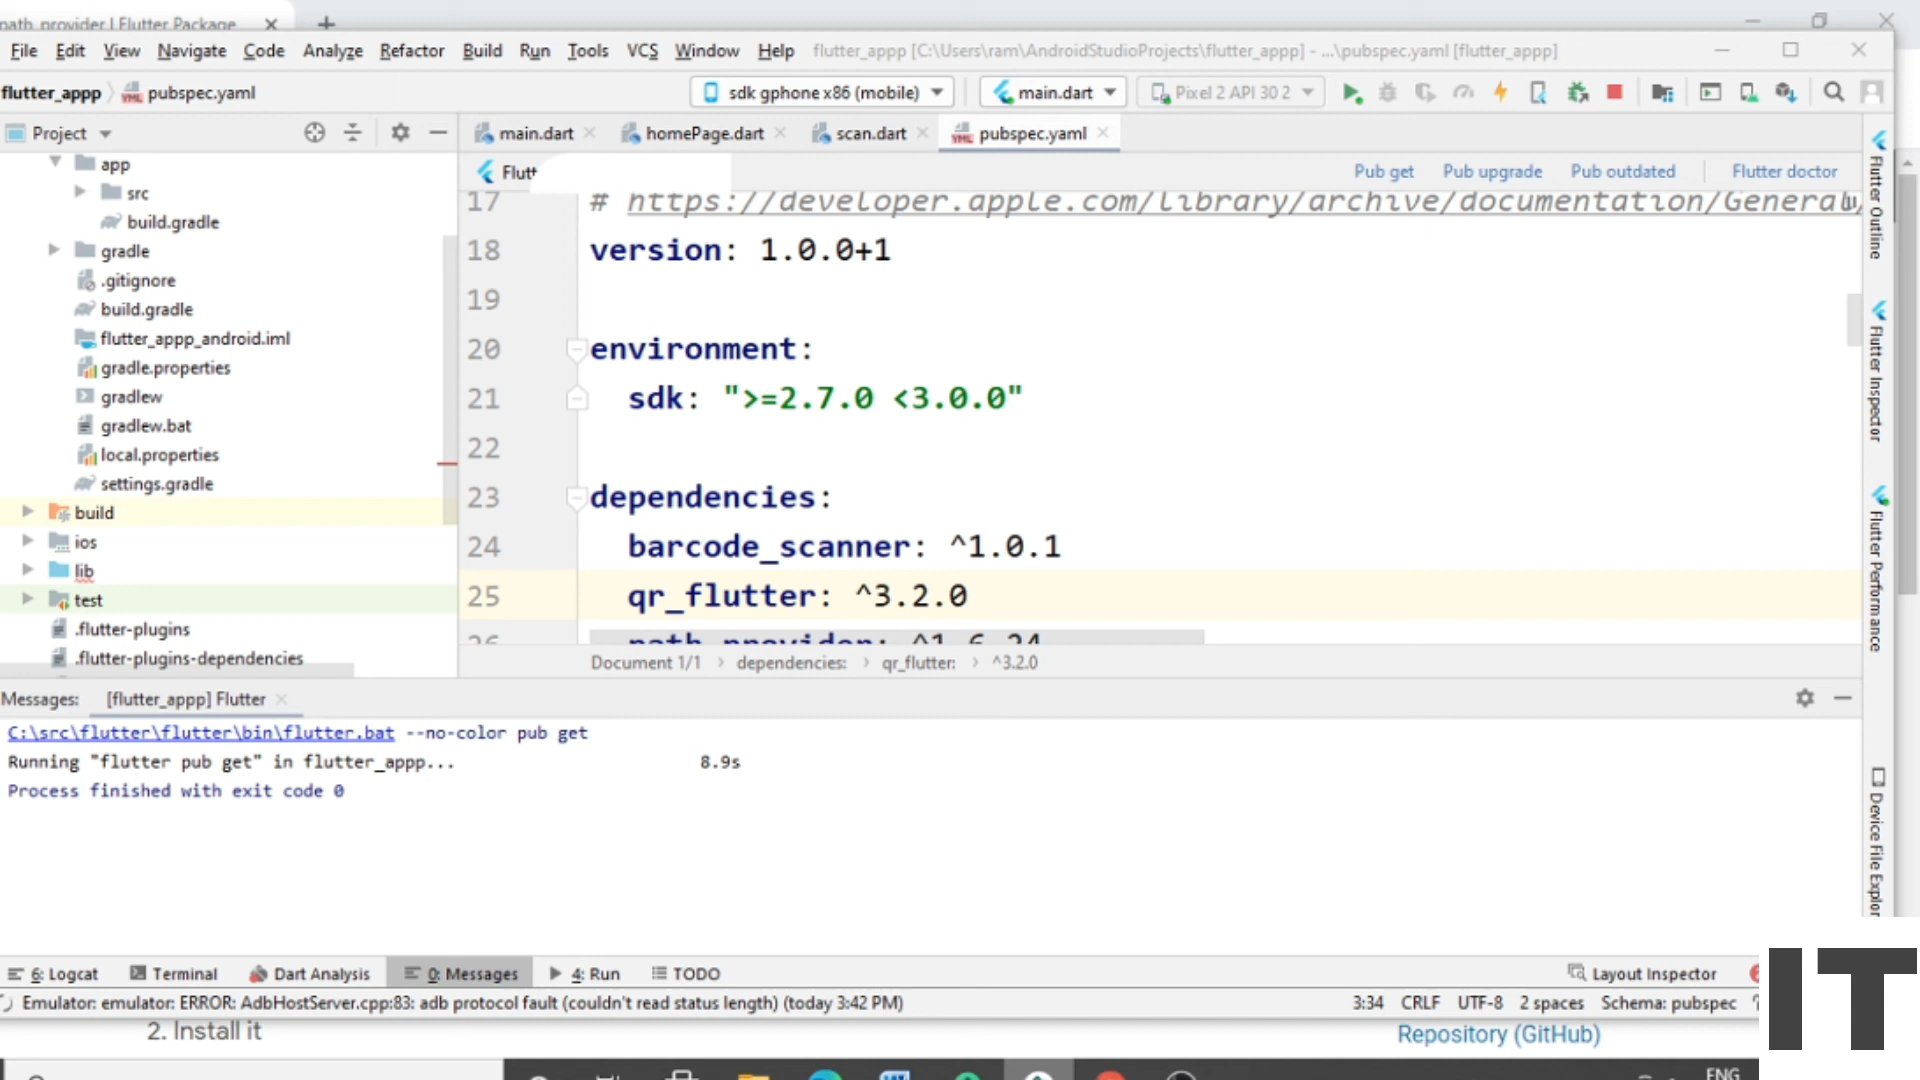 path_provider | Flutter Package
File Edit View Navigate Code Analyze Refactor Build Run Tools VCS Window Help flutter_appp [C:\Users\ram\AndroidStudioProjects\flutter_appp] - ...\pubspec.yaml [flutter_appp]
flutter_appp pubspec.yaml sdk gphone x86 (mobile) main.dart Pixel 2 API 30 2
Project main.dart homePage.dart scan.dart pubspec.yaml
app
src
build.gradle
gradle
.gitignore
build.gradle
flutter_appp_android.iml
gradle.properties
gradlew
gradlew.bat
local.properties
settings.gradle
build
ios
lib
test
.flutter-plugins
.flutter-plugins-dependencies
Flutt Pub get Pub upgrade Pub outdated Flutter doctor
17 # https://developer.apple.com/library/archive/documentation/General/
18 version: 1.0.0+1
19
20 environment:
21 sdk: ">=2.7.0 <3.0.0"
22
23 dependencies:
24 barcode_scanner: ^1.0.1
25 qr_flutter: ^3.2.0
26 path_provider: ^1.6.24
Document 1/1 › dependencies: › qr_flutter: › ^3.2.0
Flutter Outline
Flutter Inspector
Flutter Performance
Device File Explor
Messages: [flutter_appp] Flutter
C:\src\flutter\flutter\bin\flutter.bat --no-color pub get
Running "flutter pub get" in flutter_appp... 8.9s
Process finished with exit code 0
6: Logcat Terminal Dart Analysis 0: Messages 4: Run TODO Layout Inspector
Emulator: emulator: ERROR: AdbHostServer.cpp:83: adb protocol fault (couldn't read status length) (today 3:42 PM) 3:34 CRLF UTF-8 2 spaces Schema: pubspec
2. Install it Repository (GitHub)
ENG
IT